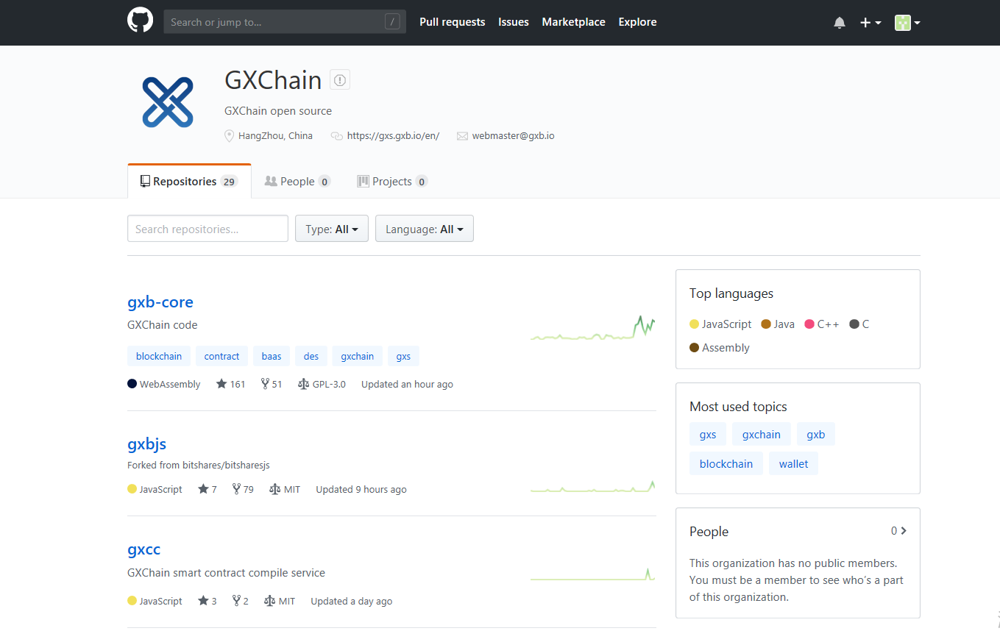 Search or jump to... / Pull requests Issues Marketplace Explore
GXChain
GXChain open source
HangZhou, China https://gxs.gxb.io/en/ webmaster@gxb.io
Repositories 29 People 0 Projects 0
Search repositories... Type: All Language: All
gxb-core
GXChain code
blockchain contract baas des gxchain gxs
WebAssembly 161 51 GPL-3.0 Updated an hour ago
gxbjs
Forked from bitshares/bitsharesjs
JavaScript 7 79 MIT Updated 9 hours ago
gxcc
GXChain smart contract compile service
JavaScript 3 2 MIT Updated a day ago
Top languages
JavaScript Java C++ C
Assembly
Most used topics
gxs gxchain gxb
blockchain wallet
People 0
This organization has no public members.
You must be a member to see who's a part
of this organization.